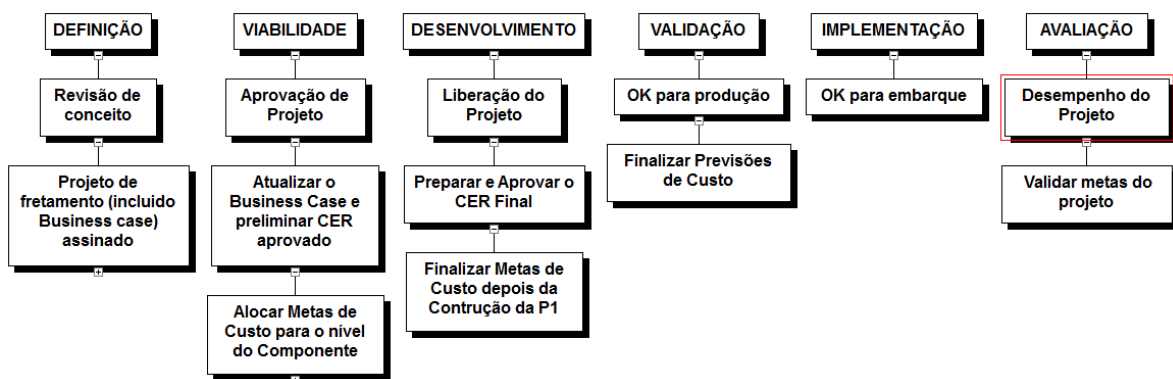 DEFINIÇÃO
Revisão de
conceito
Projeto de
fretamento (incluido
Business case)
assinado
VIABILIDADE
Aprovação de
Projeto
Atualizar o
Business Case e
preliminar CER
aprovado
Alocar Metas de
Custo para o nível
do Componente
DESENVOLVIMENTO
Liberação do
Projeto
Preparar e Aprovar o
CER Final
Finalizar Metas de
Custo depois da
Contrução da P1
VALIDAÇÃO
OK para produção
Finalizar Previsões
de Custo
IMPLEMENTAÇÃO
OK para embarque
AVALIAÇÃO
Desempenho do
Projeto
Validar metas do
projeto